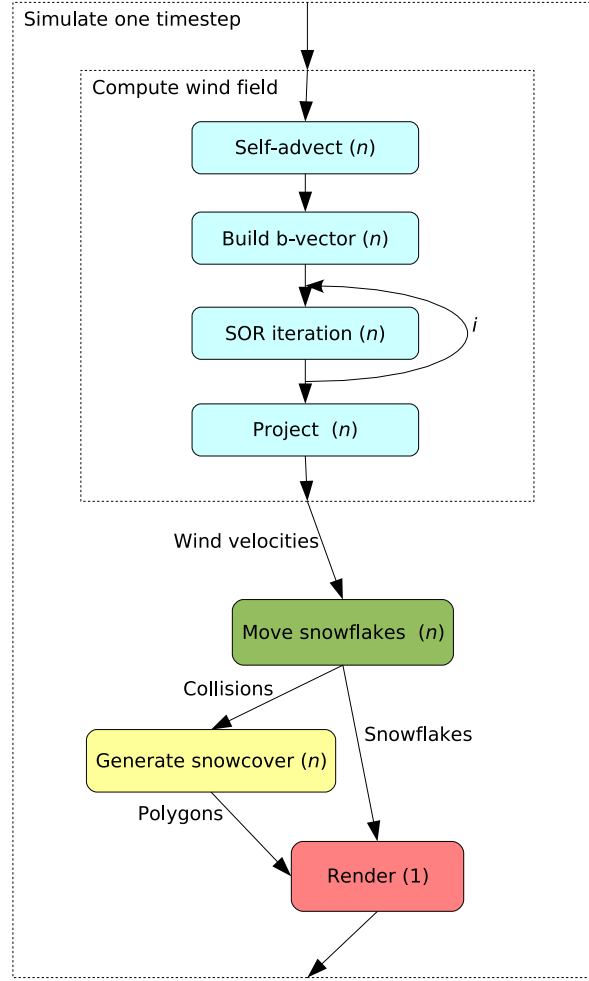 Simulate one timestep
Compute wind field
Self-advect (n)
Build b-vector (n)
SOR iteration (n)
i
Project (n)
Wind velocities
Move snowflakes (n)
Collisions
Snowflakes
Generate snowcover (n)
Polygons
Render (1)